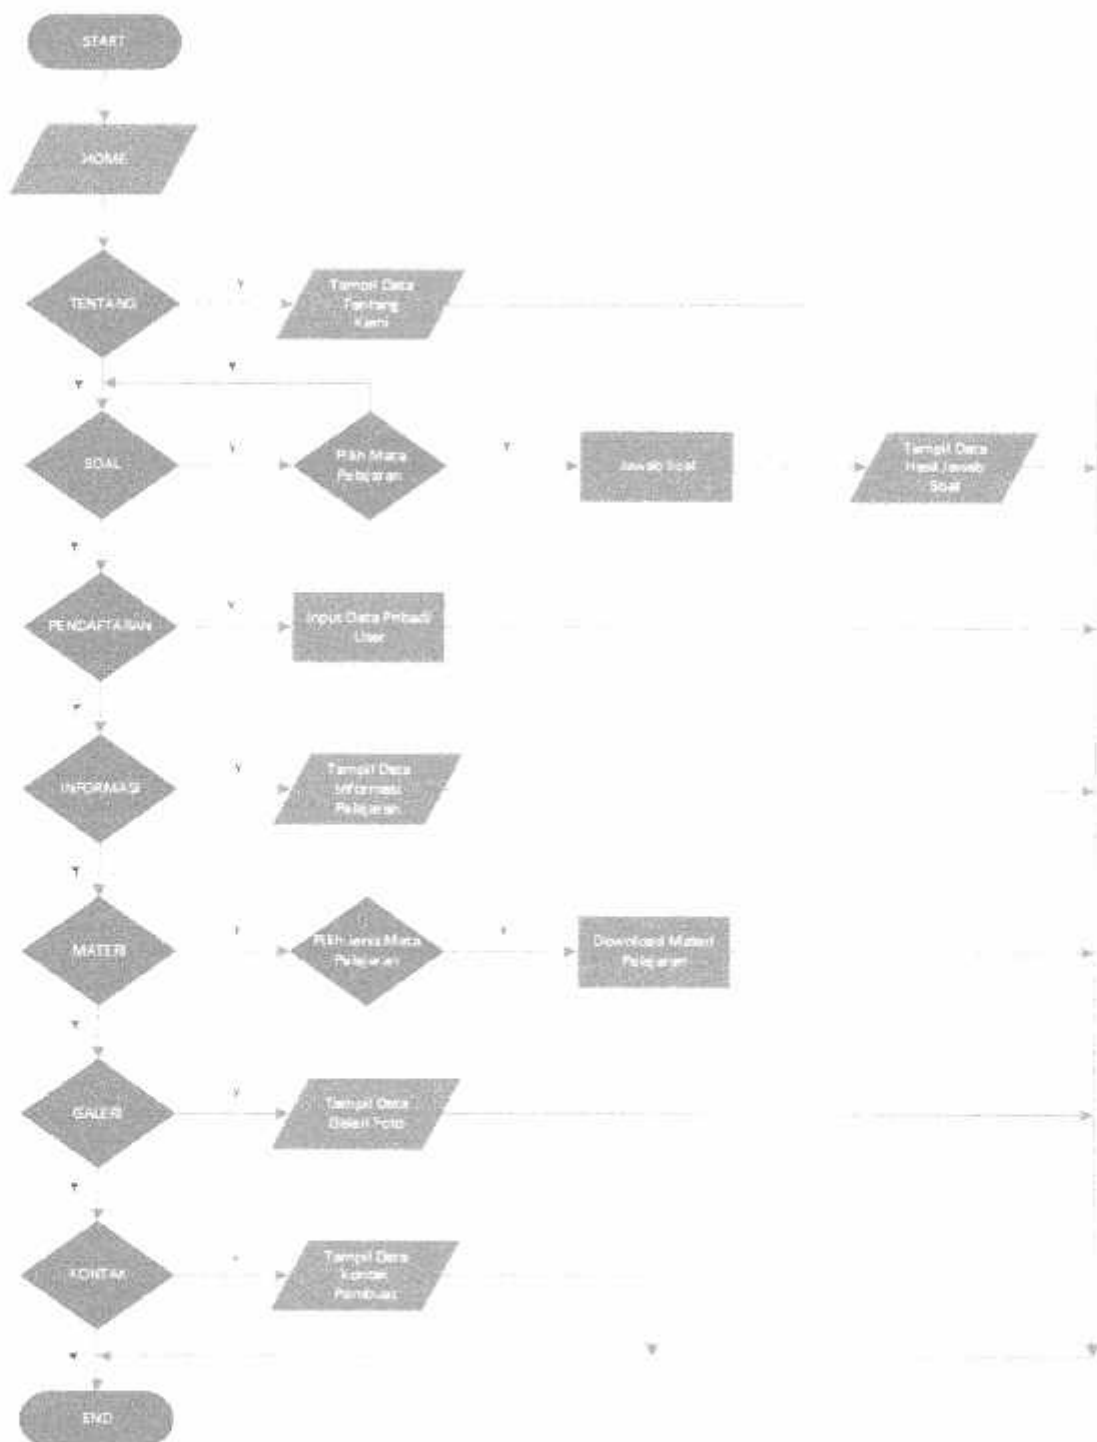 START
HOME
TENTANG
Y
Tampil Data
Tentang
Kami
SOAL
Y
Pilih Mata
Pelajaran
Y
Jawab Soal
Tampil Data
Hasil Jawab
Soal
PENDAFTARAN
Y
Input Data Pribadi
User
INFORMASI
Y
Tampil Data
Informasi
Pelajaran
MATERI
Y
Pilih Jenis Mata
Pelajaran
Y
Download Materi
Pelajaran
GALERI
Y
Tampil Data
Galeri Foto
KONTAK
Tampil Data
Kontak
Pembuat
END